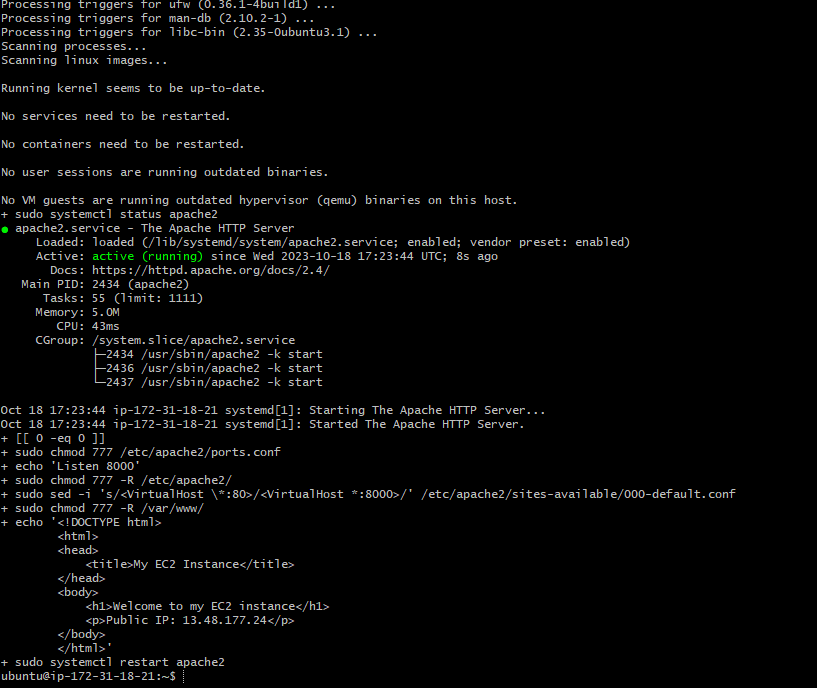 Processing triggers for ufw (0.36.1-4build1) ...
Processing triggers for man-db (2.10.2-1) ...
Processing triggers for libc-bin (2.35-0ubuntu3.1) ...
Scanning processes...
Scanning linux images...
Running kernel seems to be up-to-date.
No services need to be restarted.
No containers need to be restarted.
No user sessions are running outdated binaries.
No VM guests are running outdated hypervisor (qemu) binaries on this host.
+ sudo systemctl status apache2
● apache2.service - The Apache HTTP Server
     Loaded: loaded (/lib/systemd/system/apache2.service; enabled; vendor preset: enabled)
     Active: active (running) since Wed 2023-10-18 17:23:44 UTC; 8s ago
       Docs: https://httpd.apache.org/docs/2.4/
   Main PID: 2434 (apache2)
      Tasks: 55 (limit: 1111)
     Memory: 5.0M
        CPU: 43ms
     CGroup: /system.slice/apache2.service
             ├─2434 /usr/sbin/apache2 -k start
             ├─2436 /usr/sbin/apache2 -k start
             └─2437 /usr/sbin/apache2 -k start
Oct 18 17:23:44 ip-172-31-18-21 systemd[1]: Starting The Apache HTTP Server...
Oct 18 17:23:44 ip-172-31-18-21 systemd[1]: Started The Apache HTTP Server.
+ [[ 0 -eq 0 ]]
+ sudo chmod 777 /etc/apache2/ports.conf
+ echo 'Listen 8000'
+ sudo chmod 777 -R /etc/apache2/
+ sudo sed -i 's/<VirtualHost \*:80>/<VirtualHost *:8000>/' /etc/apache2/sites-available/000-default.conf
+ sudo chmod 777 -R /var/www/
+ echo '<!DOCTYPE html>
        <html>
        <head>
            <title>My EC2 Instance</title>
        </head>
        <body>
            <h1>Welcome to my EC2 instance</h1>
            <p>Public IP: 13.48.177.24</p>
        </body>
        </html>'
+ sudo systemctl restart apache2
ubuntu@ip-172-31-18-21:~$